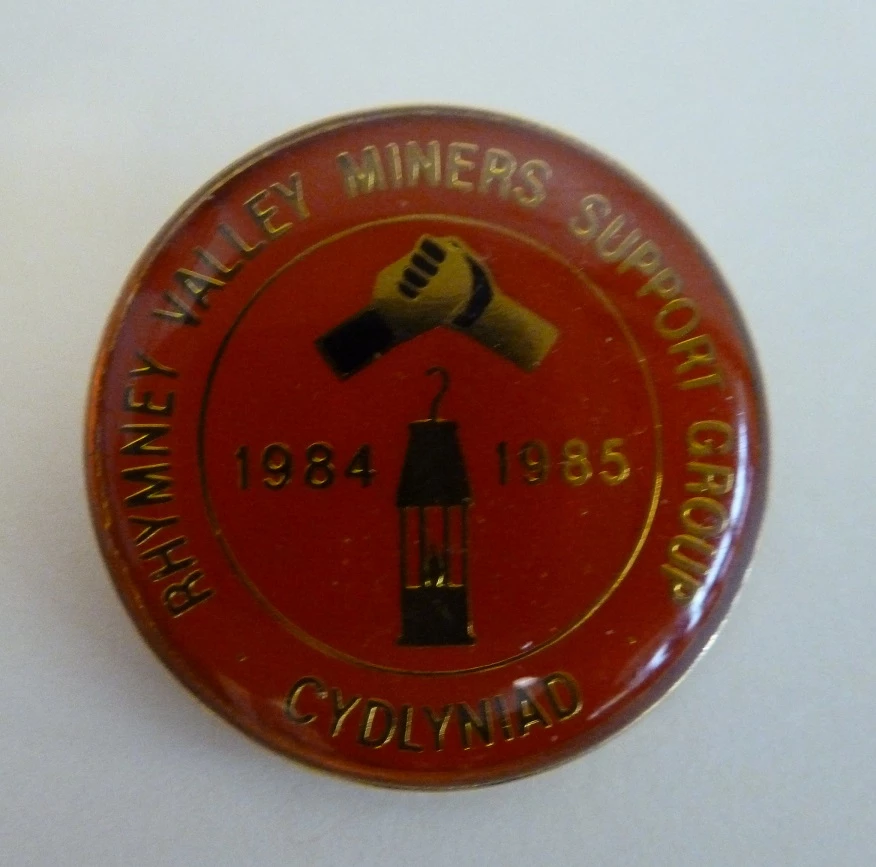 RHYMNEY VALLEY MINERS SUPPORT GROUP
1984 1985
CYDLYNIAD